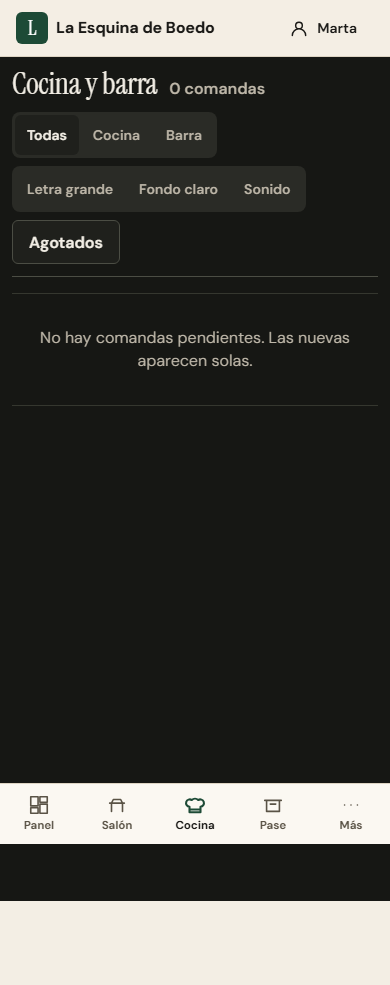 L La Esquina de Boedo Marta
Cocina y barra 0 comandas
Todas Cocina Barra
Letra grande Fondo claro Sonido
Agotados
No hay comandas pendientes. Las nuevas
aparecen solas.
Panel Salón Cocina Pase Más